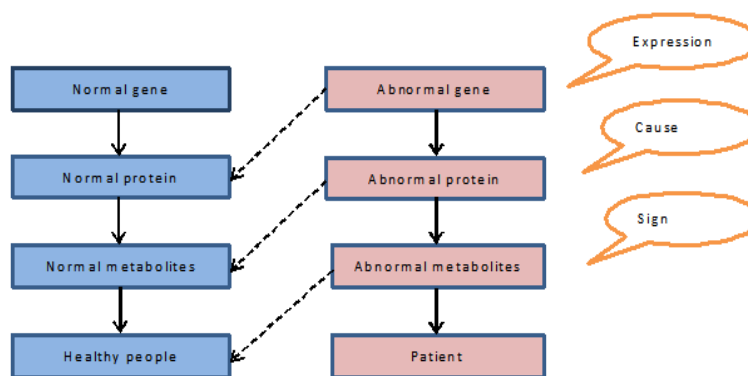 Expression
Normal gene
Abnormal gene
Cause
Normal protein
Abnormal protein
Sign
Normal metabolites
Abnormal metabolites
Healthy people
Patient